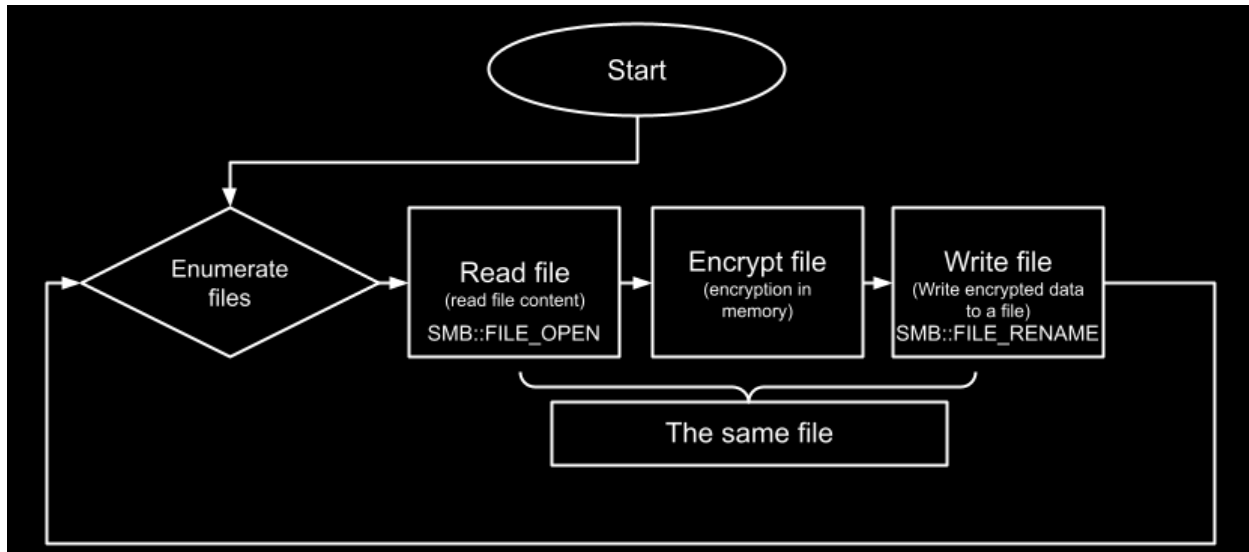 Start
Enumerate
files
Read file
(read file content)
SMB::FILE_OPEN
Encrypt file
(encryption in
memory)
Write file
(Write encrypted data
to a file)
SMB::FILE_RENAME
The same file